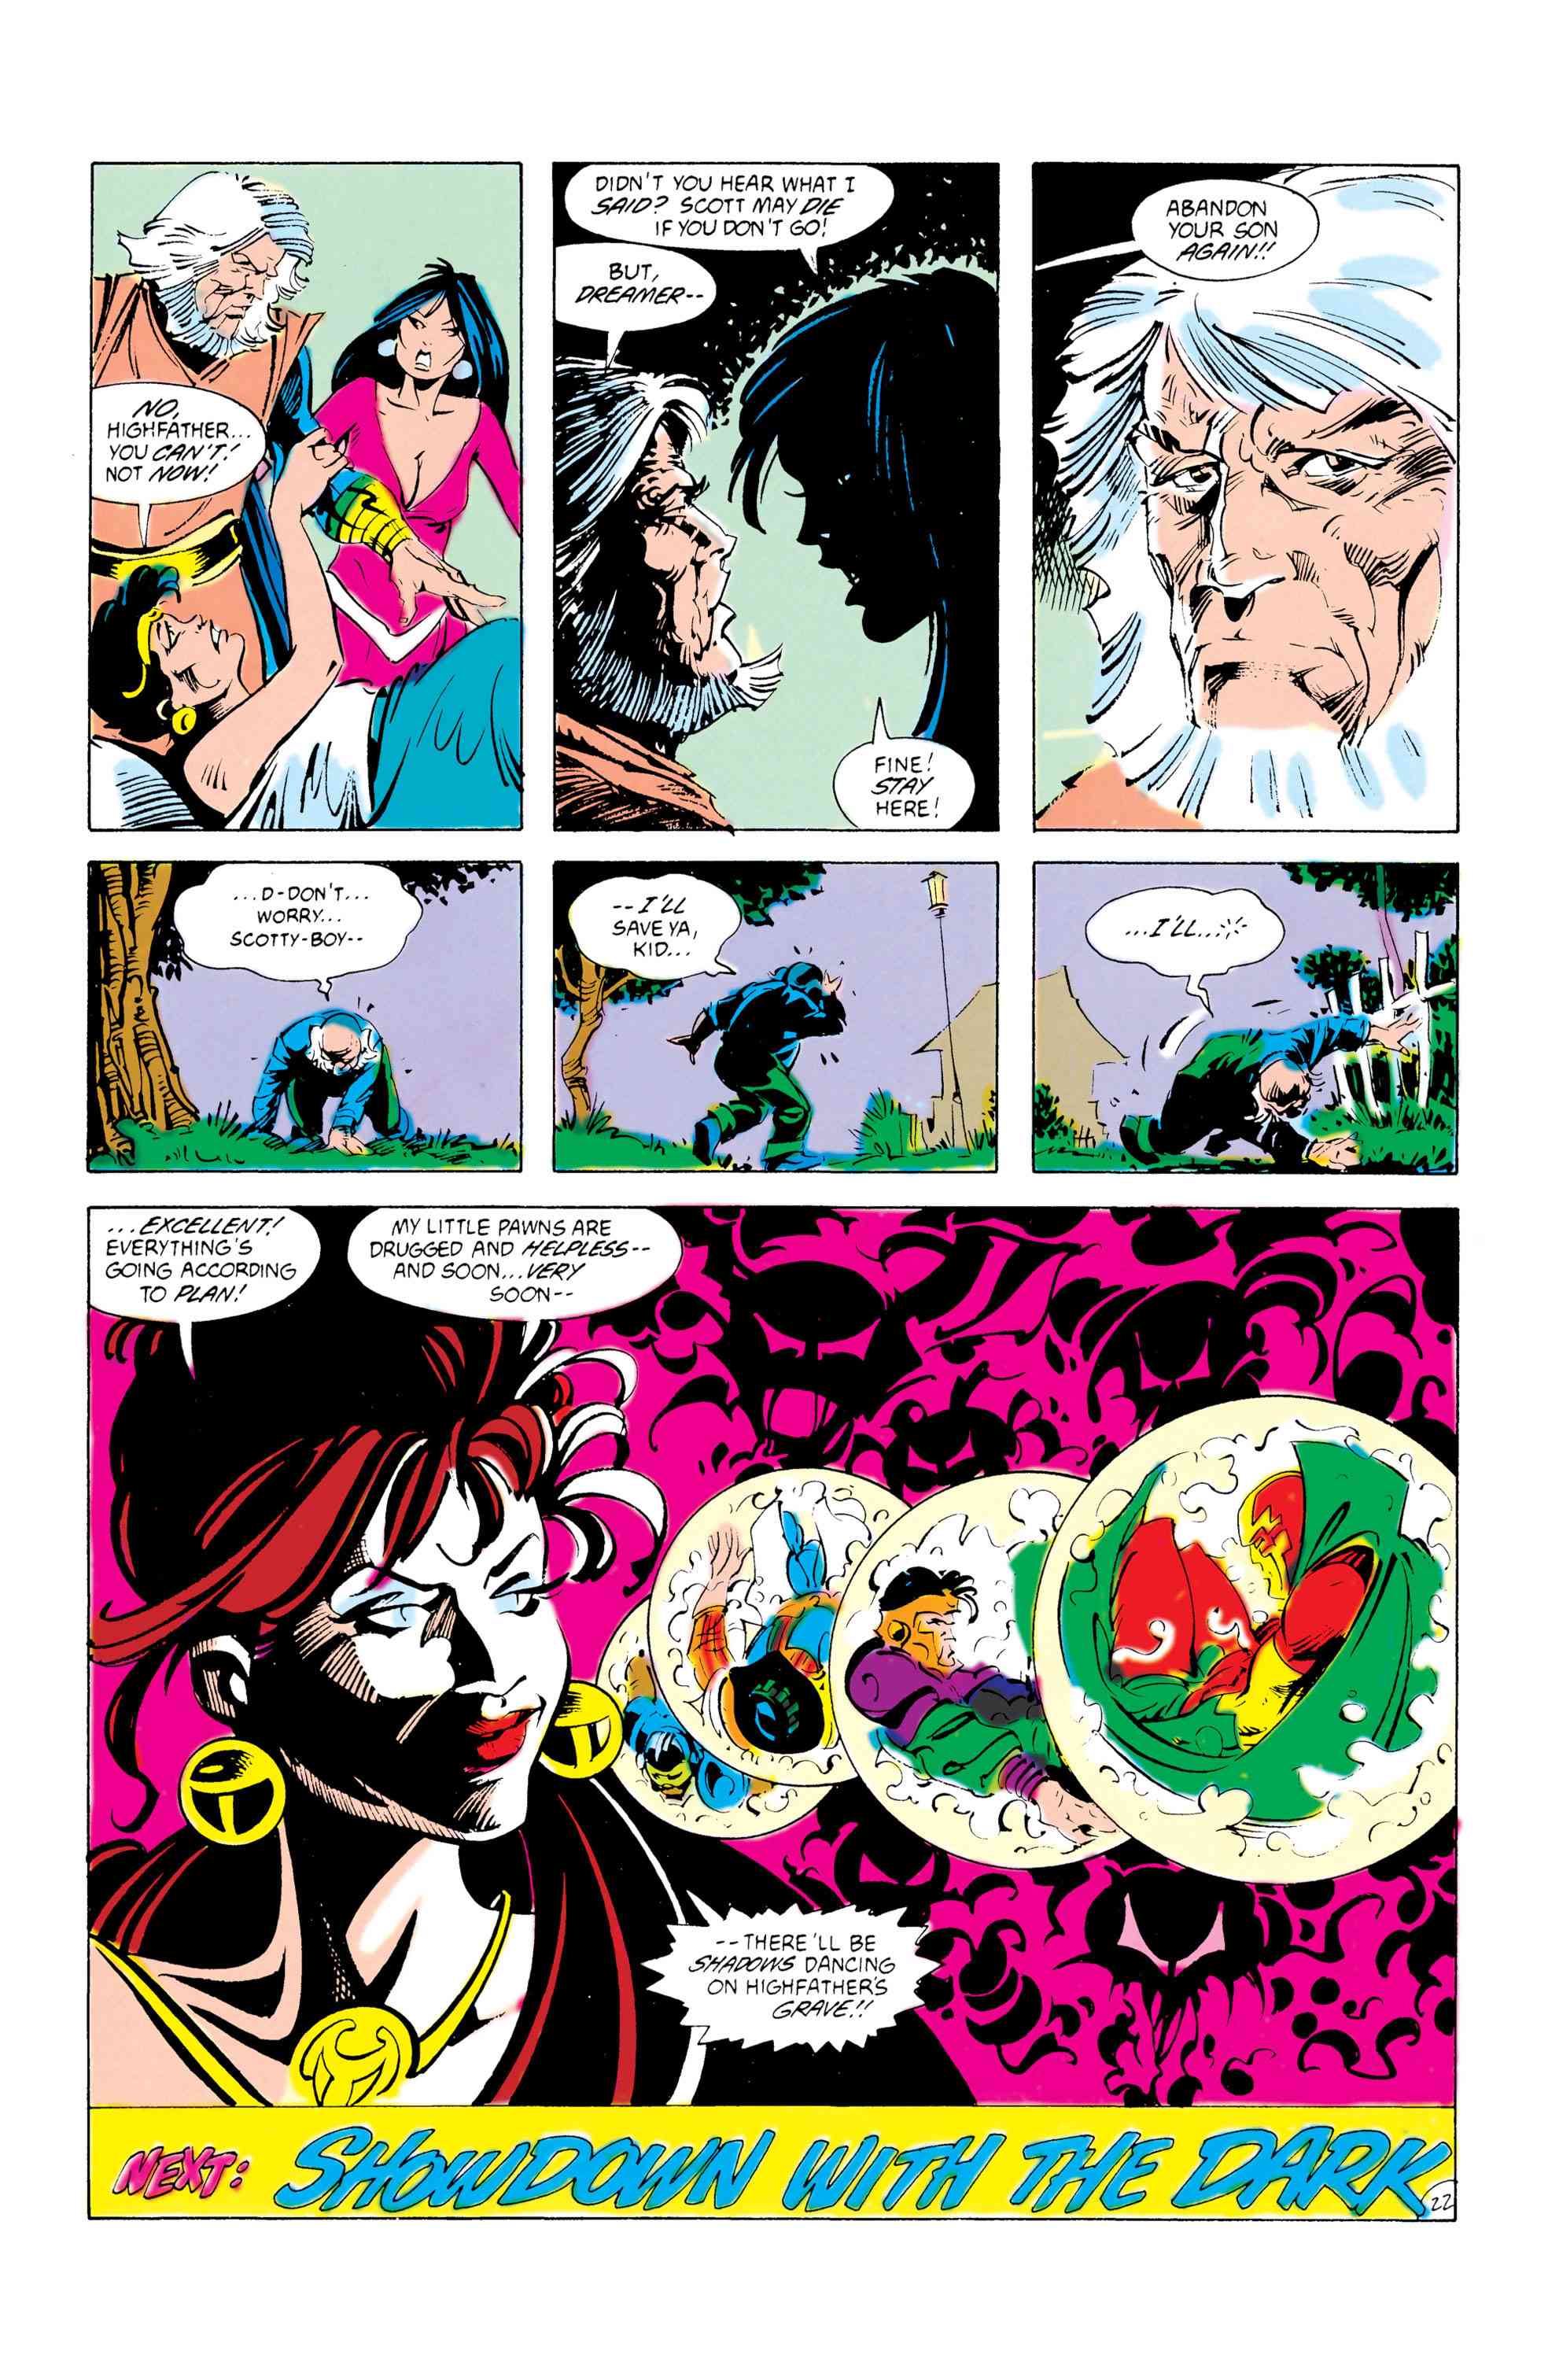 NO,
HIGHFATHER...
YOU CAN'T!
NOT NOW!
DIDN'T YOU HEAR WHAT I
SAID? SCOTT MAY DIE
IF YOU DON'T GO!
BUT,
DREAMER--
FINE!
STAY
HERE!
ABANDON
YOUR SON
AGAIN!!
...D-DON'T...
WORRY...
SCOTTY-BOY--
--I'LL
SAVE YA,
KID...
...I'LL...
...EXCELLENT!
EVERYTHING'S
GOING ACCORDING
TO PLAN!
MY LITTLE PAWNS ARE
DRUGGED AND HELPLESS--
AND SOON...VERY
SOON--
--THERE'LL BE
SHADOWS DANCING
ON HIGHFATHER'S
GRAVE!!
NEXT: SHOWDOWN WITH THE DARK
22